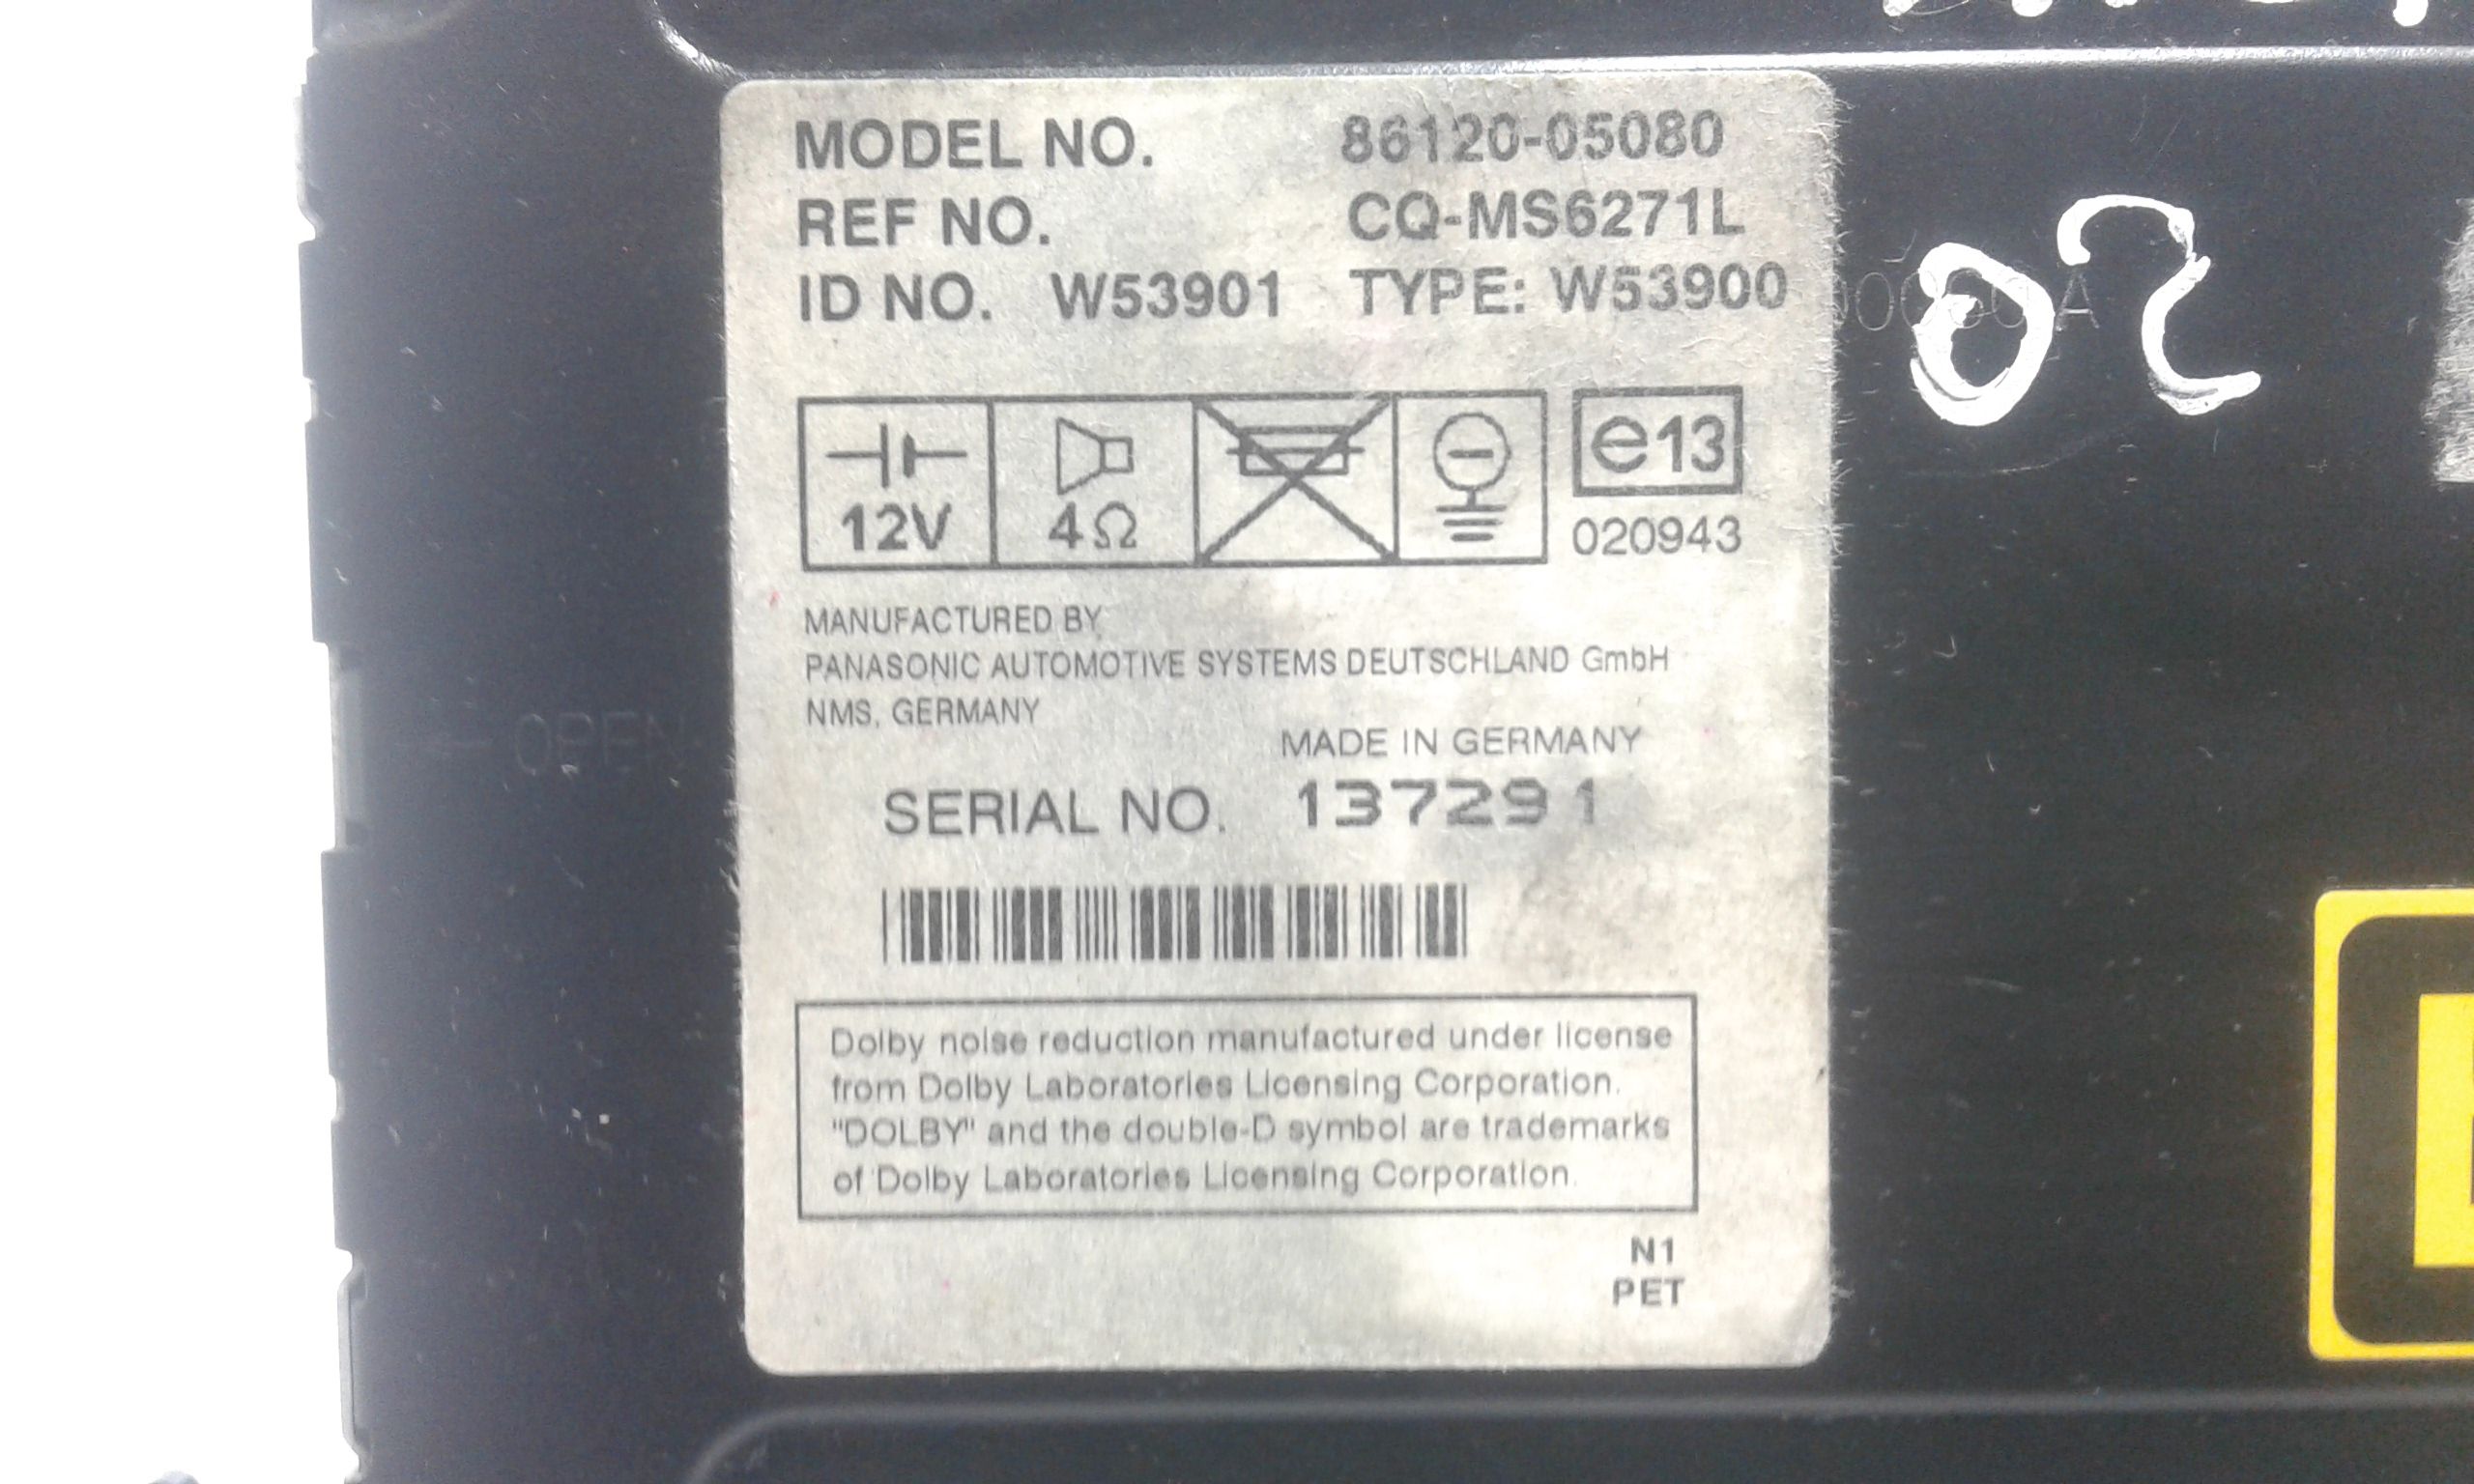 MODEL NO. 86120-05080
REF NO. CQ-MS6271L
ID NO. W53901 TYPE: W53900
12V 4Ω e13
020943
MANUFACTURED BY
PANASONIC AUTOMOTIVE SYSTEMS DEUTSCHLAND GmbH
NMS, GERMANY
MADE IN GERMANY
SERIAL NO. 137291
Dolby noise reduction manufactured under license
from Dolby Laboratories Licensing Corporation.
"DOLBY" and the double-D symbol are trademarks
of Dolby Laboratories Licensing Corporation.
N1
PET
OPEN
02